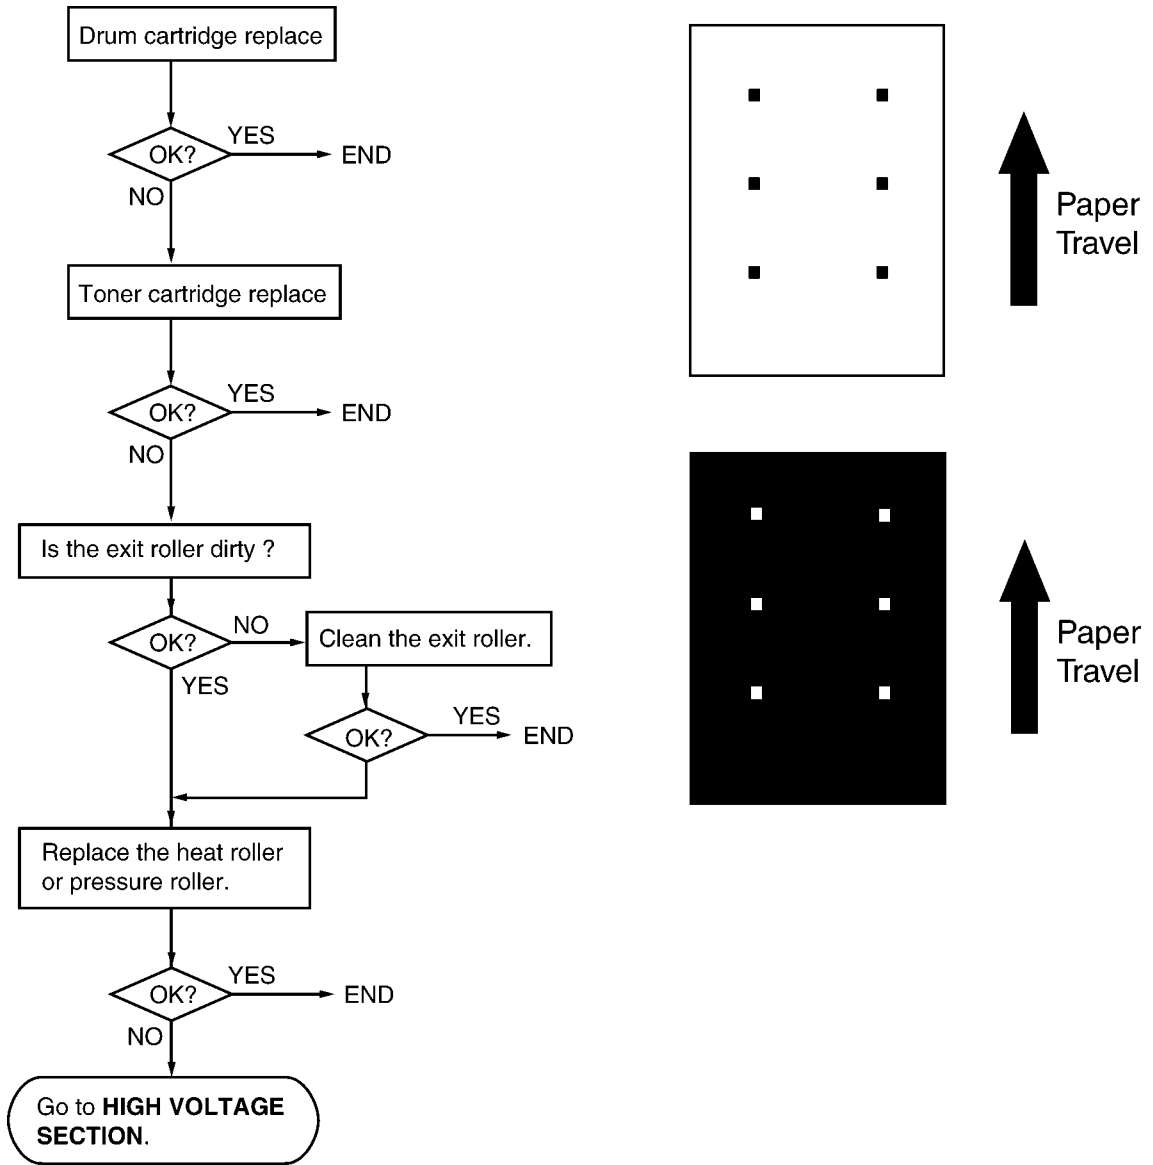 Drum cartridge replace
OK?
YES
END
NO
Toner cartridge replace
OK?
YES
END
NO
Is the exit roller dirty ?
OK?
NO
Clean the exit roller.
YES
OK?
YES
END
Replace the heat roller
or pressure roller.
OK?
YES
END
NO
Go to HIGH VOLTAGE
SECTION.
Paper
Travel
Paper
Travel